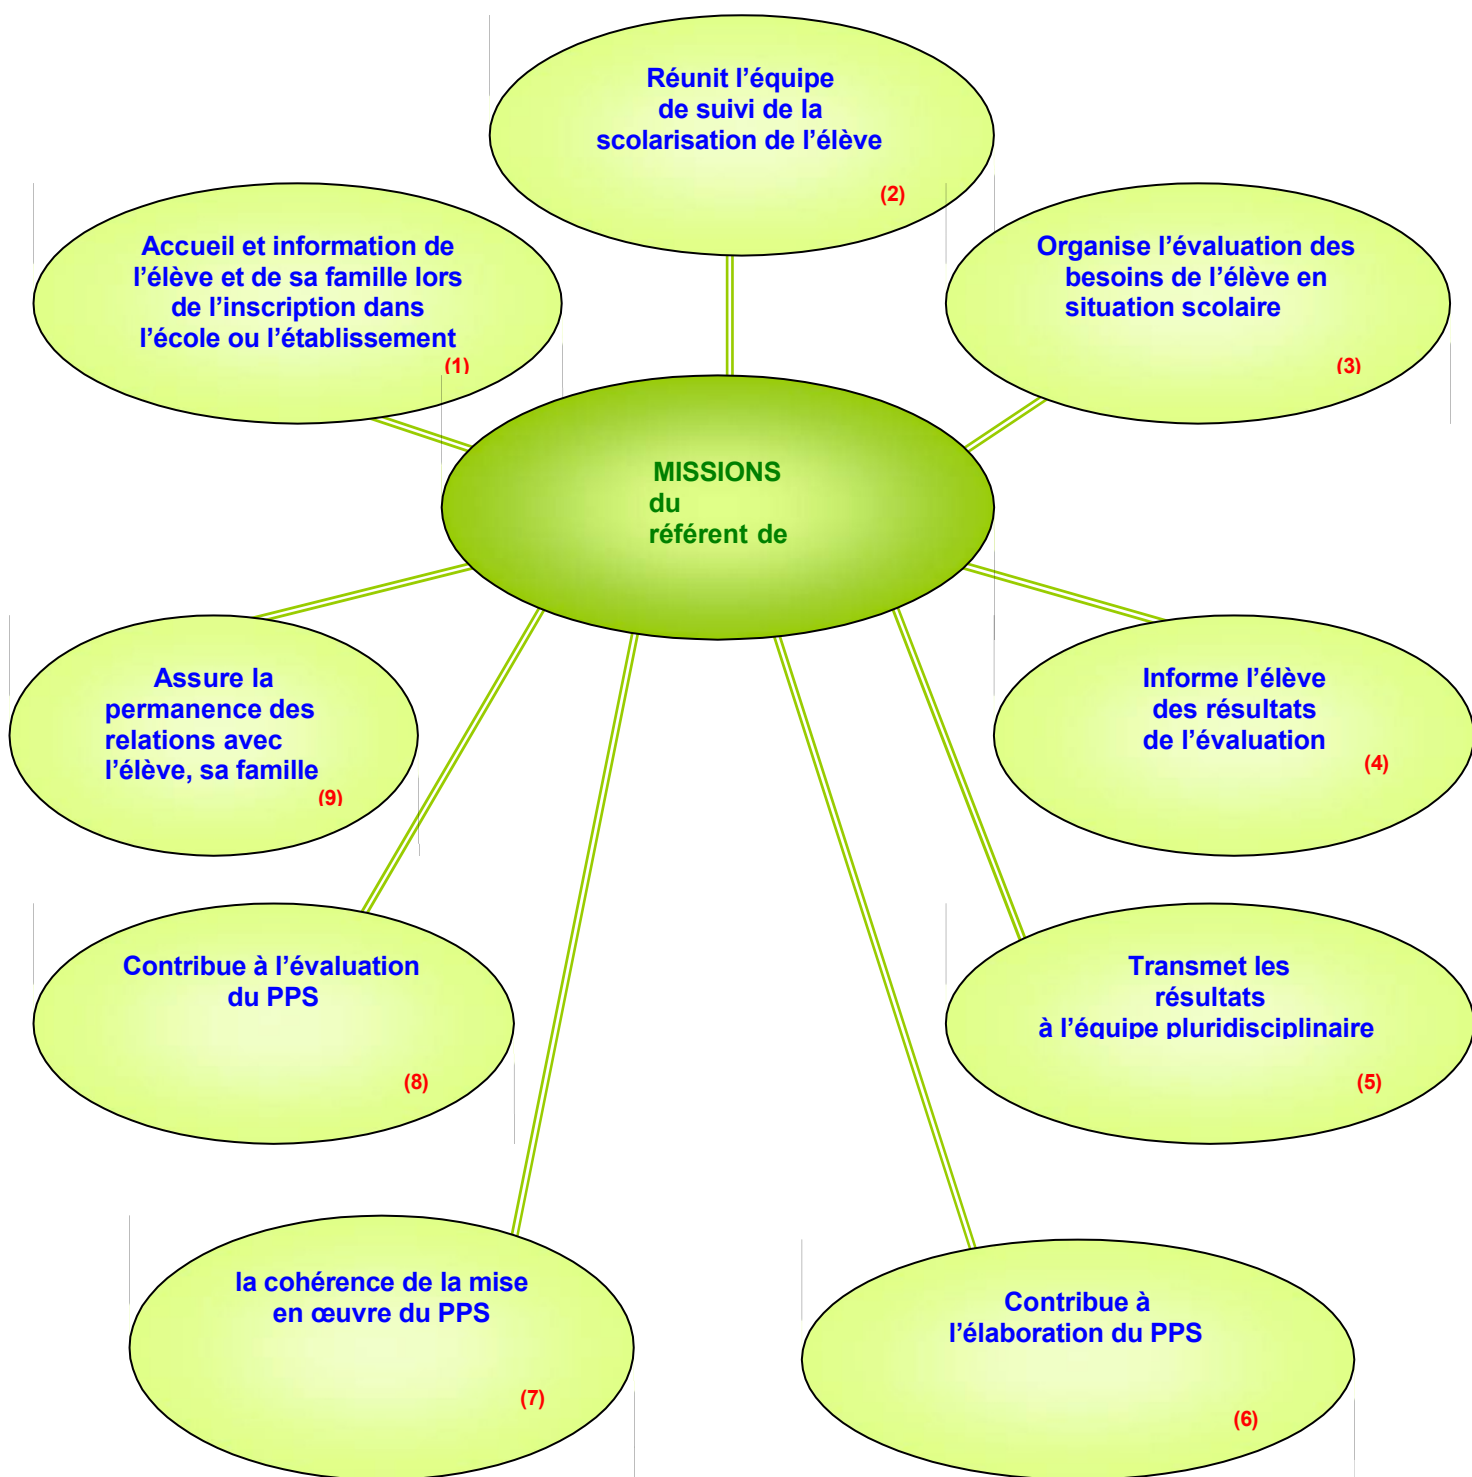 Réunit l’équipe
de suivi de la
scolarisation de l’élève
(2)
Accueil et information de
l’élève et de sa famille lors
de l’inscription dans
l’école ou l’établissement
(1)
Organise l’évaluation des
besoins de l’élève en
situation scolaire
(3)
MISSIONS
du
référent de
Assure la
permanence des
relations avec
l’élève, sa famille
(9)
Informe l’élève
des résultats
de l’évaluation
(4)
Contribue à l’évaluation
du PPS
(8)
Transmet les
résultats
à l’équipe pluridisciplinaire
(5)
la cohérence de la mise
en œuvre du PPS
(7)
Contribue à
l’élaboration du PPS
(6)